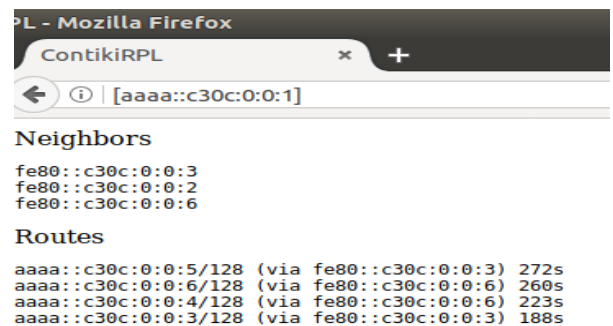 PL - Mozilla Firefox
ContikiRPL × +
[aaaa::c30c:0:0:1]
Neighbors
fe80::c30c:0:0:3
fe80::c30c:0:0:2
fe80::c30c:0:0:6
Routes
aaaa::c30c:0:0:5/128 (via fe80::c30c:0:0:3) 272s
aaaa::c30c:0:0:6/128 (via fe80::c30c:0:0:6) 260s
aaaa::c30c:0:0:4/128 (via fe80::c30c:0:0:6) 223s
aaaa::c30c:0:0:3/128 (via fe80::c30c:0:0:3) 188s